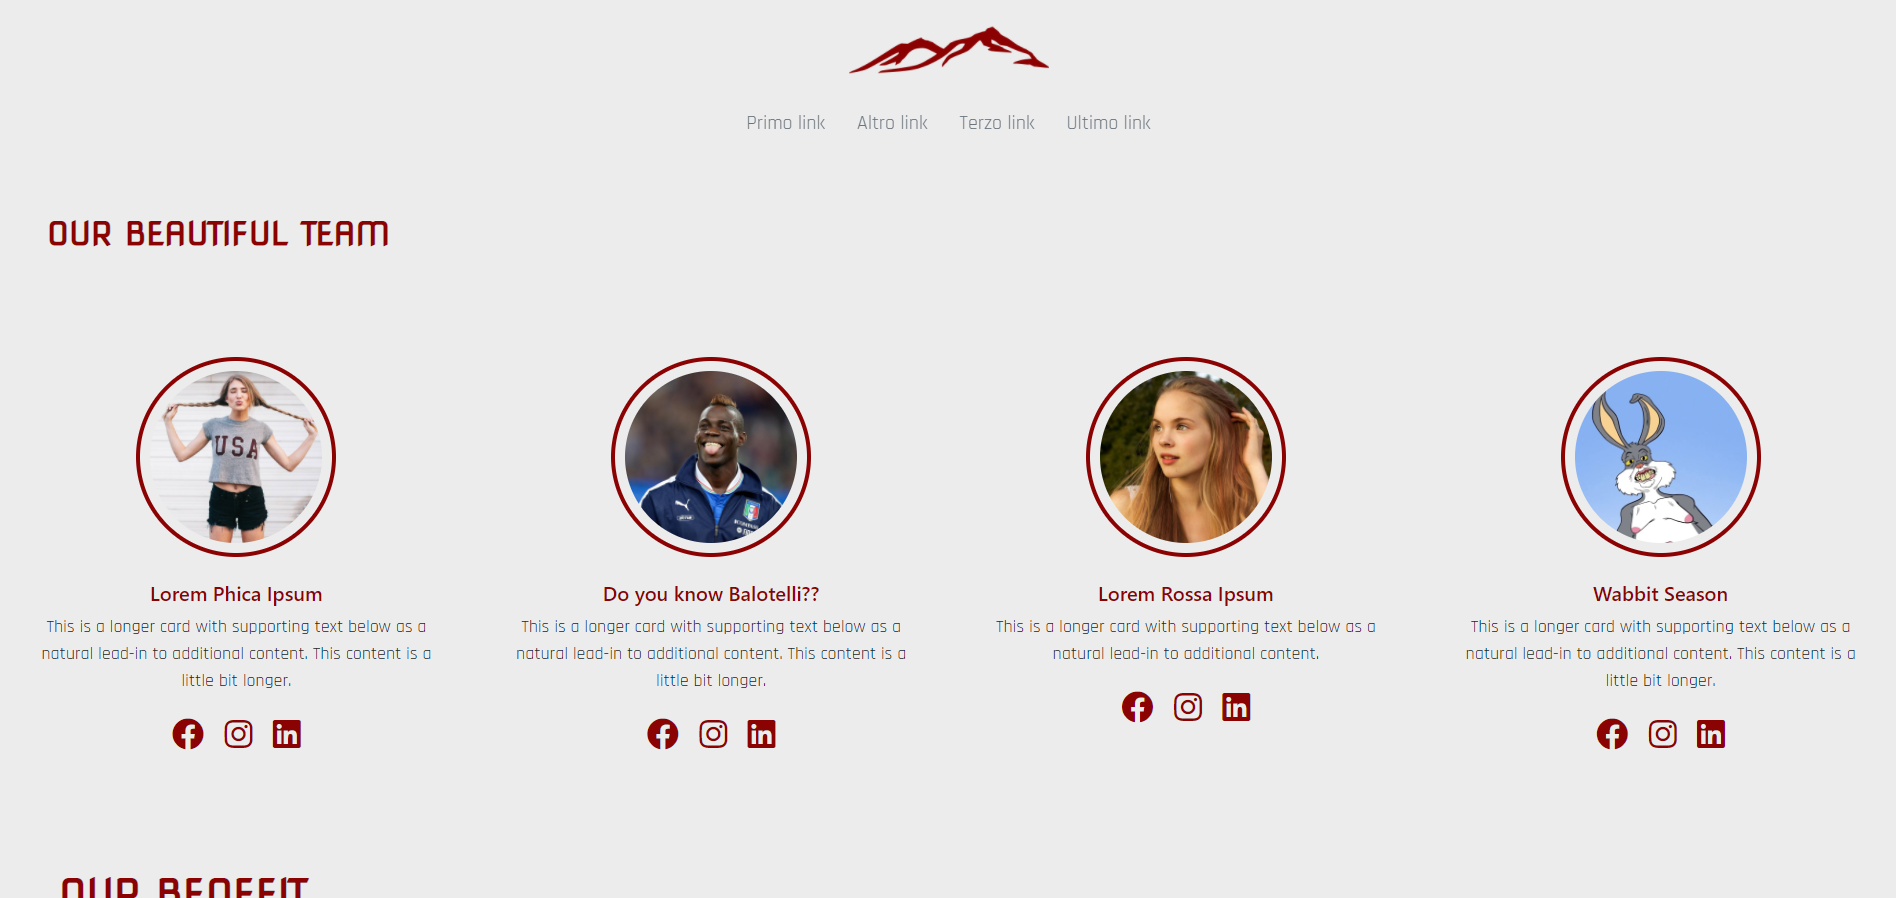 Primo link Altro link Terzo link Ultimo link
OUR BEAUTIFUL TEAM
USA
Lorem Phica Ipsum
This is a longer card with supporting text below as a
natural lead-in to additional content. This content is a
little bit longer.
Do you know Balotelli??
This is a longer card with supporting text below as a
natural lead-in to additional content. This content is a
little bit longer.
Lorem Rossa Ipsum
This is a longer card with supporting text below as a
natural lead-in to additional content.
Wabbit Season
This is a longer card with supporting text below as a
natural lead-in to additional content. This content is a
little bit longer.
OUR BENEFIT